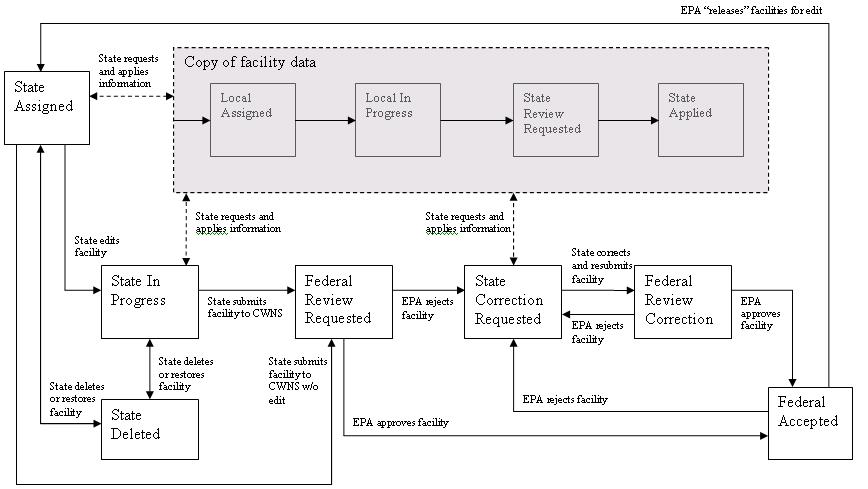 EPA “releases” facilities for edit
State requests
and applies
information
Copy of facility data
State
Assigned
Local
Assigned
Local In
Progress
State
Review
Requested
State
Applied
State requests and
applies information
State requests and
applies information
State edits
facility
State corrects
and resubmits
facility
State In
Progress
State submits
facility to CWNS
Federal
Review
Requested
EPA rejects
facility
State
Correction
Requested
EPA rejects
facility
Federal
Review
Correction
EPA
approves
facility
State deletes
or restores
facility
State deletes
or restores
facility
State submits
facility to
CWNS w/o
edit
State
Deleted
EPA rejects facility
EPA approves facility
Federal
Accepted